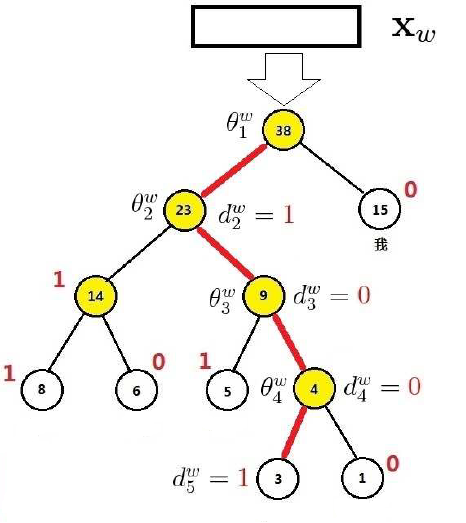 x_w
θ_1^w 38
θ_2^w 23 d_2^w = 1 15 0
我
1 14 θ_3^w 9 d_3^w = 0
1 8 6 0 1 5 θ_4^w 4 d_4^w = 0
d_5^w = 1 3 1 0